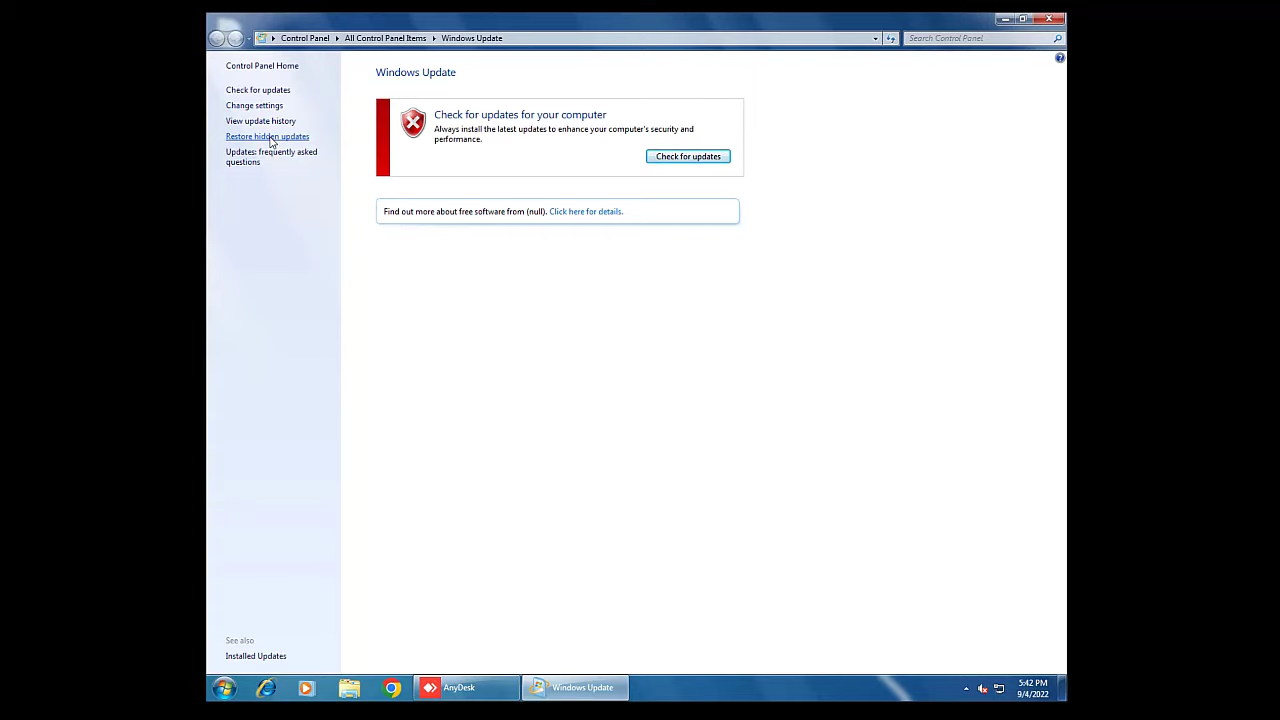 Control Panel
All Control Panel Items
Windows Update
Search Control Panel
Control Panel Home
Check for updates
Change settings
View update history
Restore hidden updates
Updates: frequently asked
questions
See also
Installed Updates
Windows Update
Check for updates for your computer
Always install the latest updates to enhance your computer's security and
performance.
Check for updates
Find out more about free software from (null). Click here for details.
AnyDesk
Windows Update
5:42 PM
9/4/2022